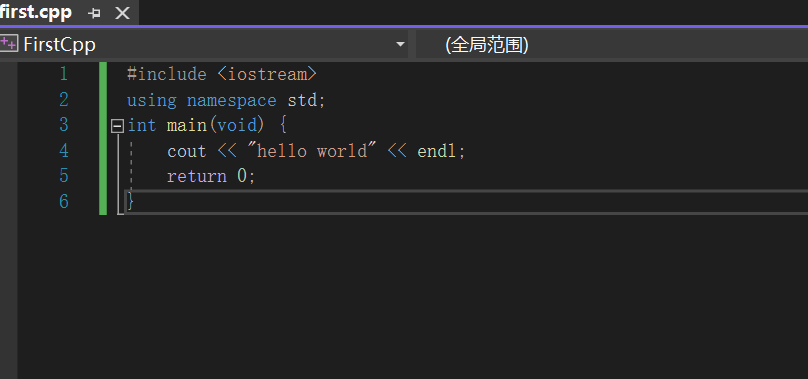 first.cpp
FirstCpp (全局范围)
1 #include <iostream>
2 using namespace std;
3 int main(void) {
4 cout << "hello world" << endl;
5 return 0;
6 }